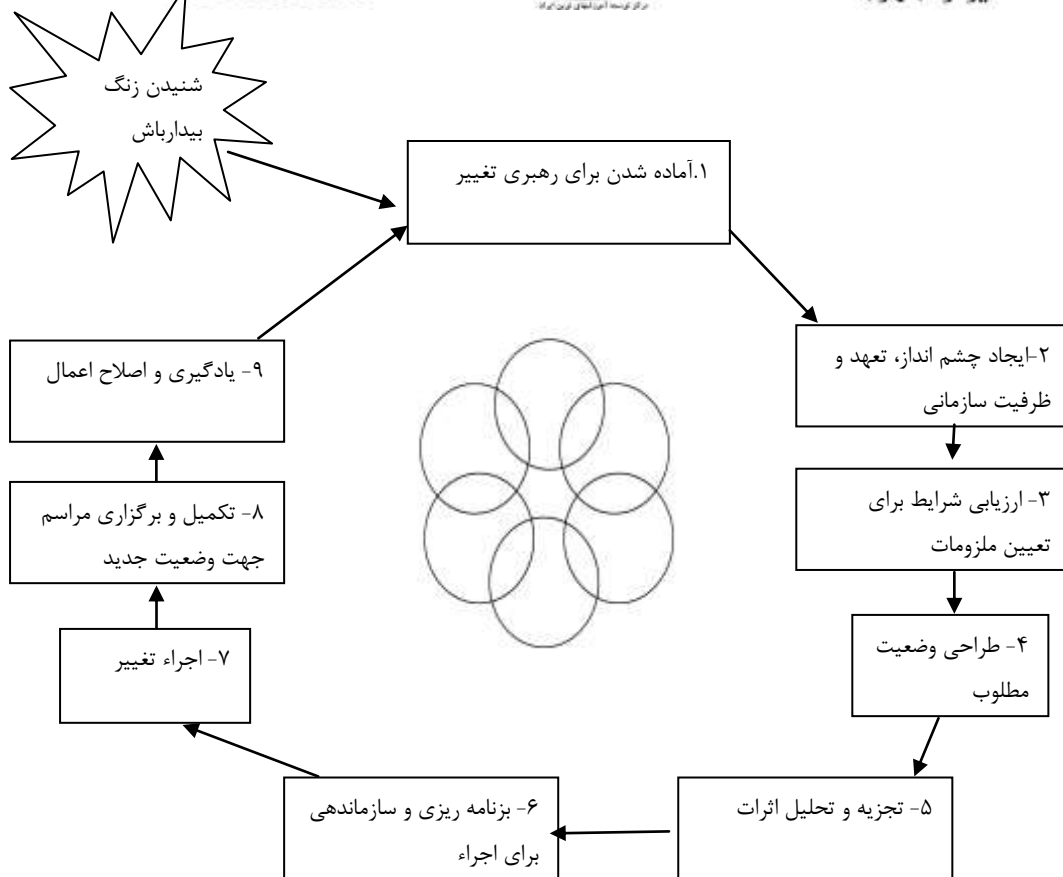 شنیدن زنگ
بیدارباش
۱.آماده شدن برای رهبری تغییر
۲-ایجاد چشم انداز، تعهد و
ظرفیت سازمانی
۳- ارزیابی شرایط برای
تعیین ملزومات
۴- طراحی وضعیت
مطلوب
۵- تجزیه و تحلیل اثرات
۶- بزنامه ریزی و سازماندهی
برای اجراء
۷- اجراء تغییر
۸- تکمیل و برگزاری مراسم
جهت وضعیت جدید
۹- یادگیری و اصلاح اعمال